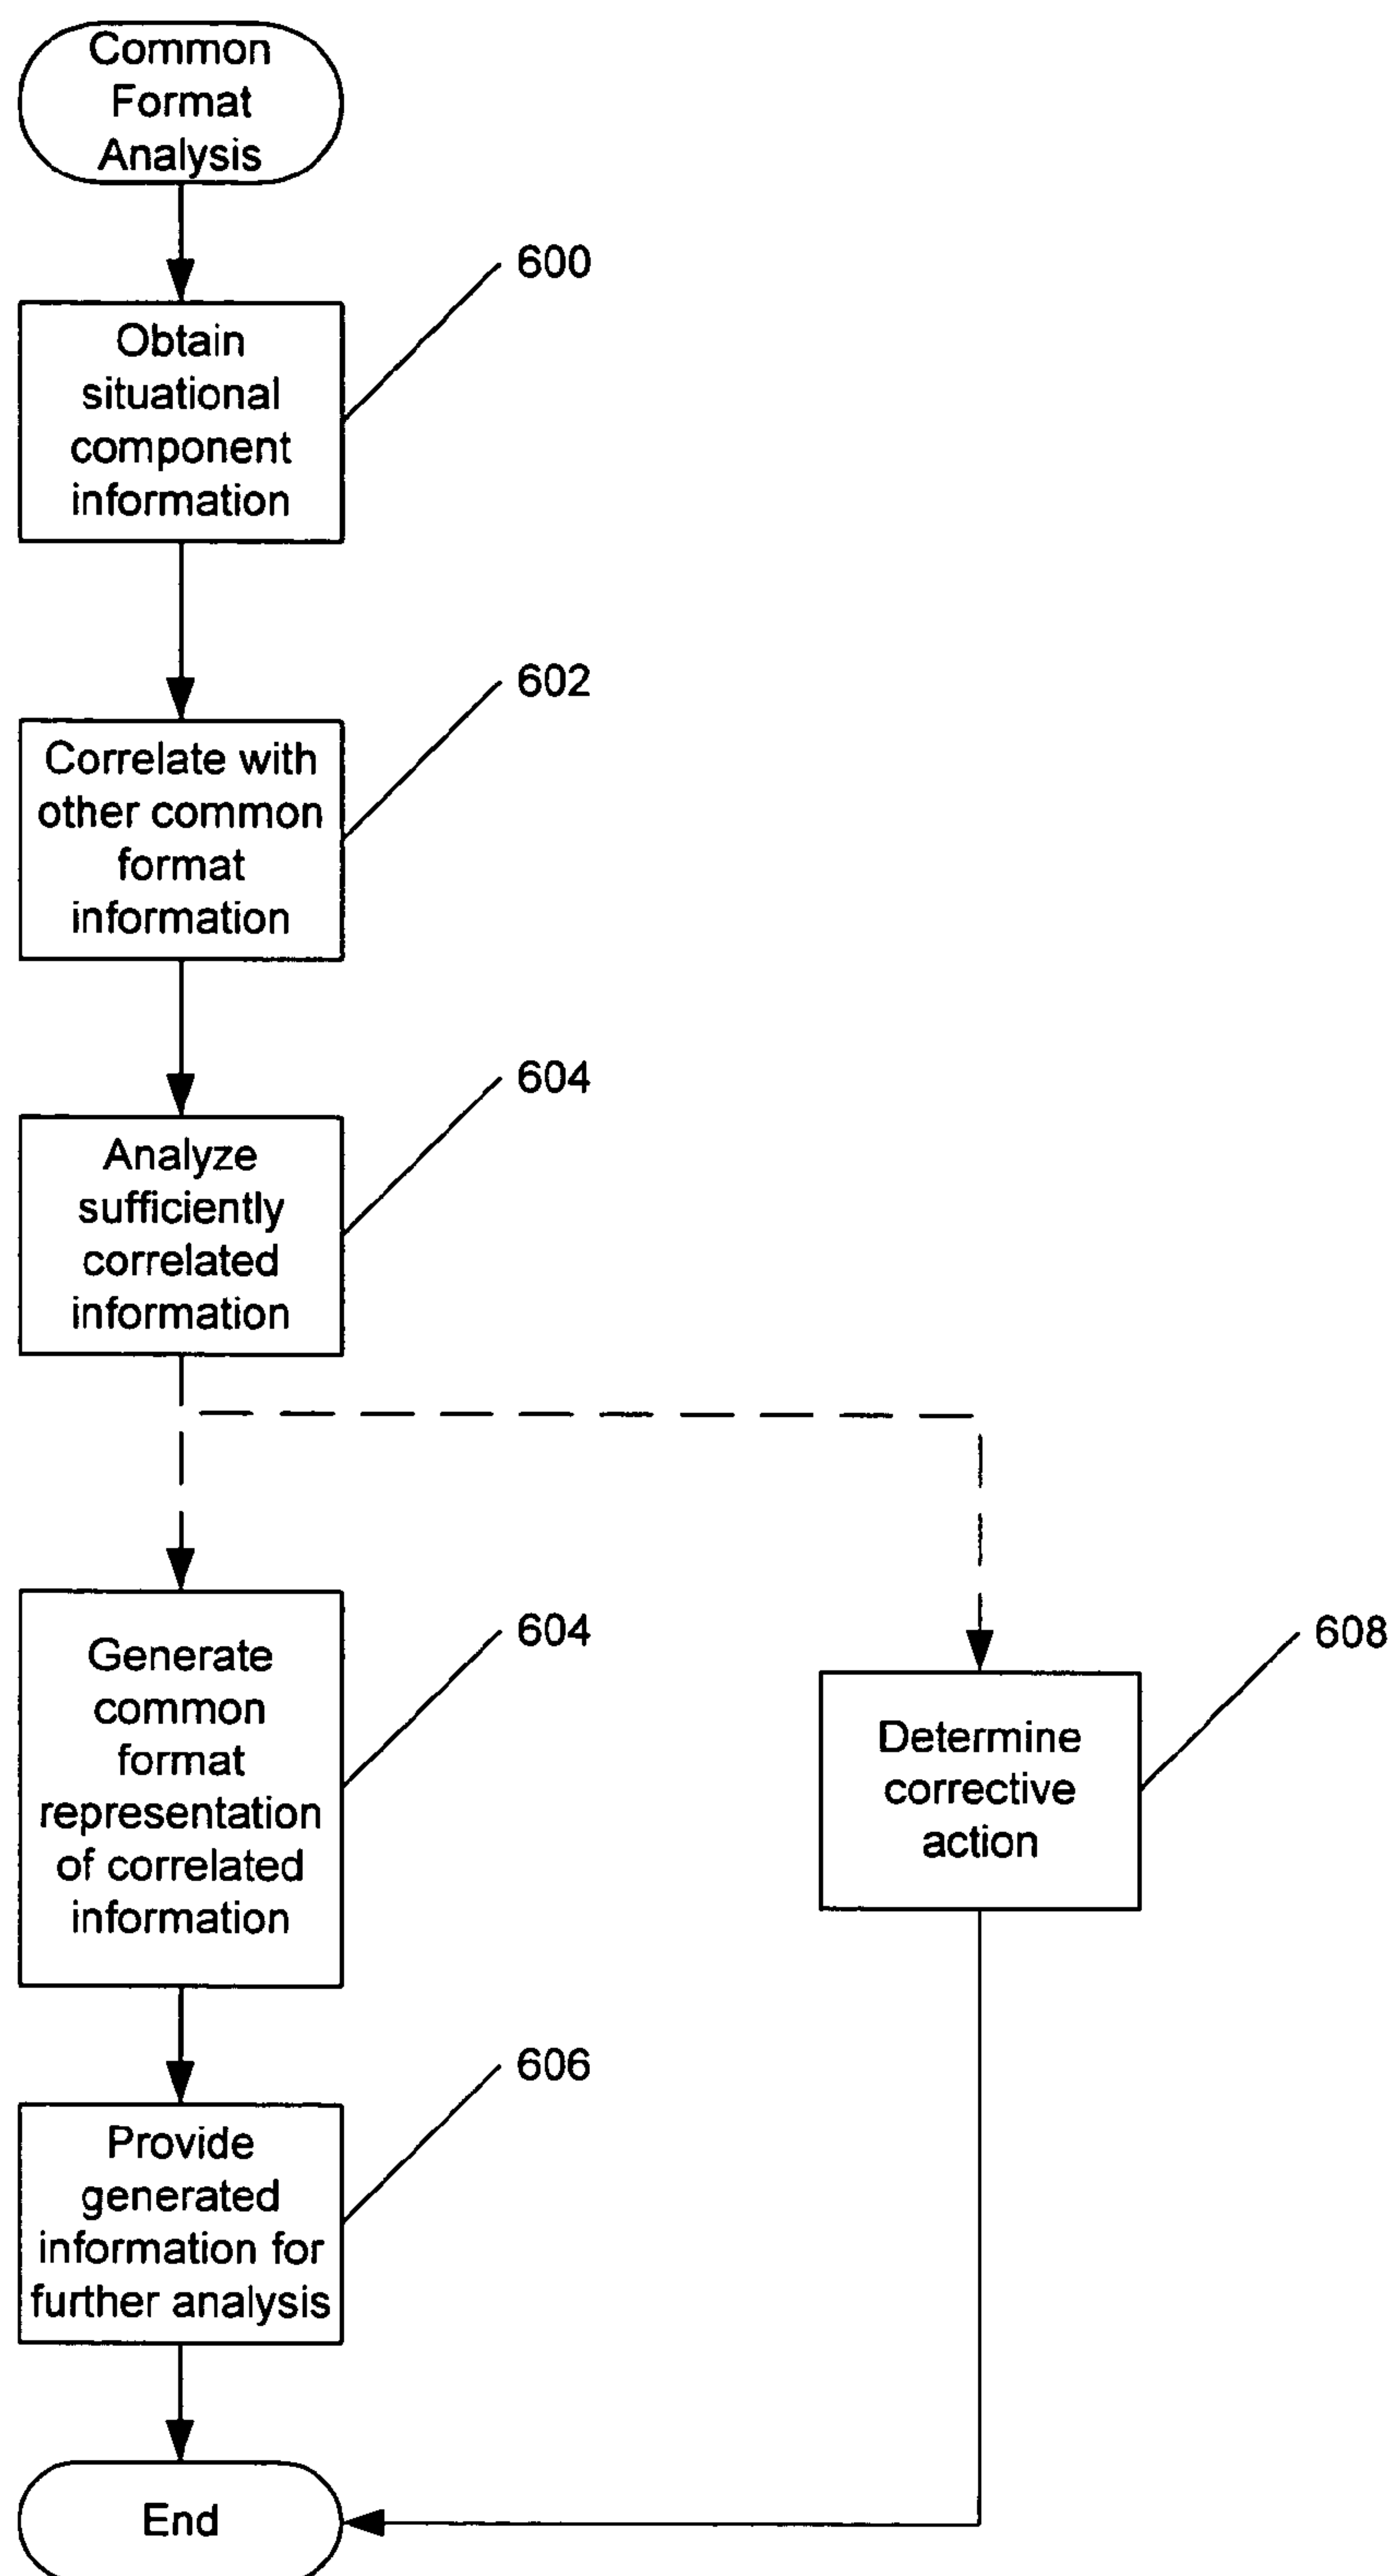 Common
Format
Analysis
600
Obtain
situational
component
information
602
Correlate with
other common
format
information
604
Analyze
sufficiently
correlated
information
604
Generate
common
format
representation
of correlated
information
608
Determine
corrective
action
606
Provide
generated
information for
further analysis
End